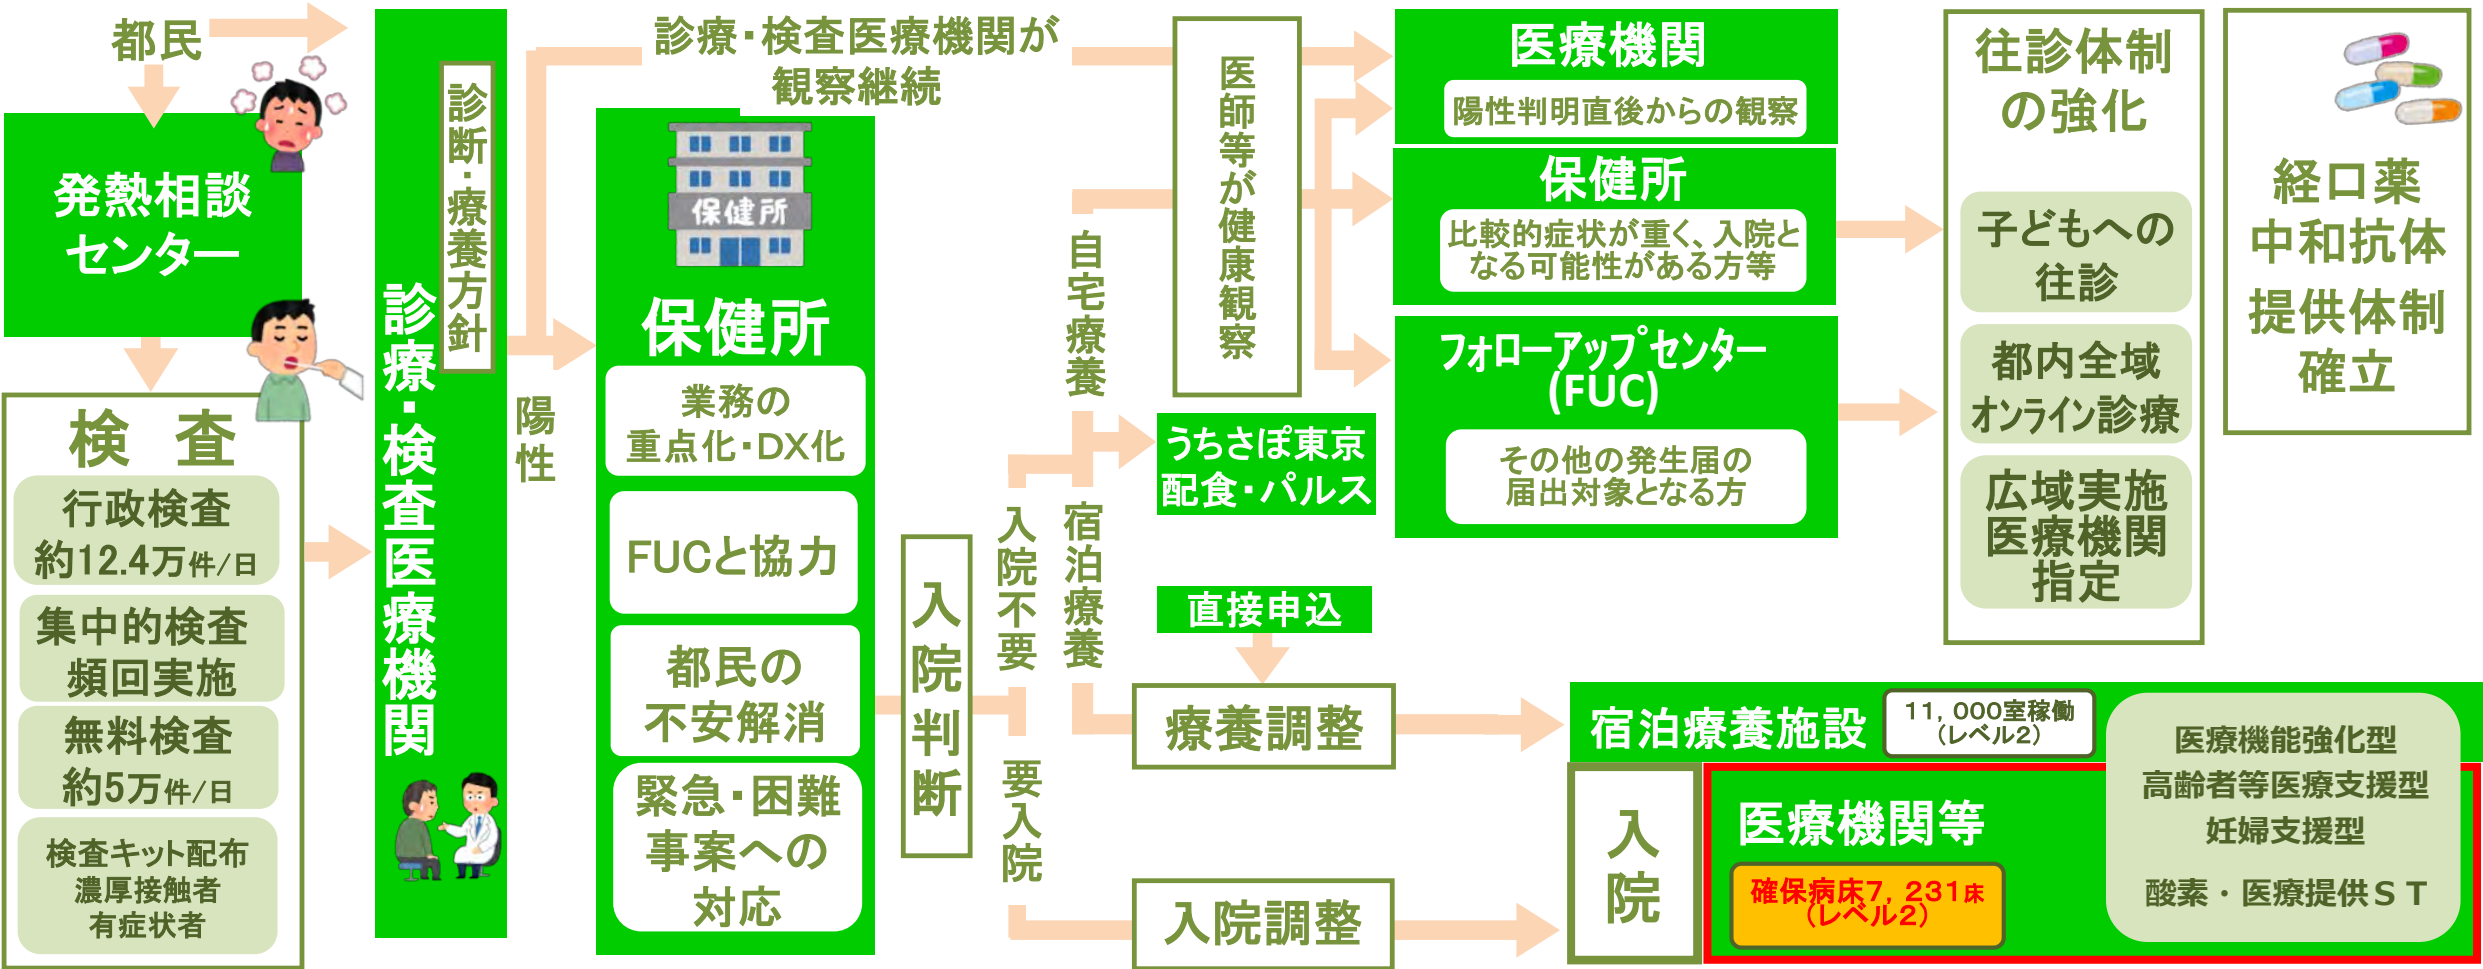 都民
発熱相談
センター
検 査
行政検査
約12.4万件/日
集中的検査
頻回実施
無料検査
約5万件/日
検査キット配布
濃厚接触者
有症状者
診療・検査医療機関
診断・療養方針
陽性
診療・検査医療機関が
観察継続
保健所
保健所
業務の
重点化・DX化
FUCと協力
都民の
不安解消
緊急・困難
事案への
対応
入院判断
入院不要
要入院
自宅療養
宿泊療養
医師等が健康観察
うちさぽ東京
配食・パルス
直接申込
療養調整
入院調整
医療機関
陽性判明直後からの観察
保健所
比較的症状が重く、入院と
なる可能性がある方等
フォローアップセンター
(FUC)
その他の発生届の
届出対象となる方
往診体制
の強化
子どもへの
往診
都内全域
オンライン診療
広域実施
医療機関
指定
経口薬
中和抗体
提供体制
確立
宿泊療養施設
11,000室稼働
(レベル2)
入院
医療機関等
確保病床7,231床
(レベル2)
医療機能強化型
高齢者等医療支援型
妊婦支援型
酸素・医療提供ST